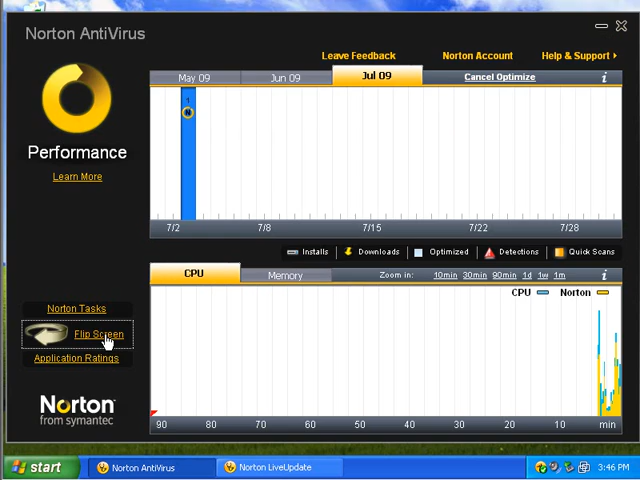 Norton AntiVirus
Leave Feedback Norton Account Help & Support
May 09 Jun 09 Jul 09 Cancel Optimize i
1
N
Performance
Learn More
7/2 7/8 7/15 7/22 7/28
Installs Downloads Optimized Detections Quick Scans
CPU Memory Zoom in: 10min 30min 90min 1d 1w 1m i
CPU Norton
Norton Tasks
Flip Screen
Application Ratings
Norton
from symantec
90 80 70 60 50 40 30 20 10 min
start Norton AntiVirus Norton LiveUpdate 3:46 PM